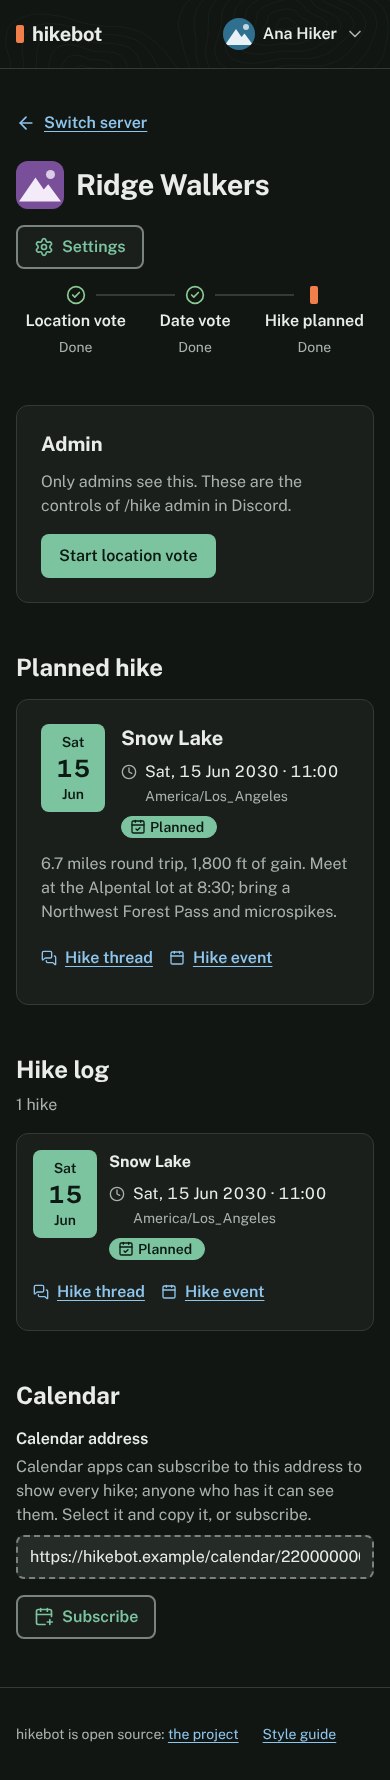 hikebot
Ana Hiker
Switch server
Ridge Walkers
Settings
Location vote
Date vote
Hike planned
Done
Done
Done
Admin
Only admins see this. These are the
controls of /hike admin in Discord.
Start location vote
Planned hike
Sat
15
Jun
Snow Lake
Sat, 15 Jun 2030 · 11:00
America/Los_Angeles
Planned
6.7 miles round trip, 1,800 ft of gain. Meet
at the Alpental lot at 8:30; bring a
Northwest Forest Pass and microspikes.
Hike thread
Hike event
Hike log
1 hike
Sat
15
Jun
Snow Lake
Sat, 15 Jun 2030 · 11:00
America/Los_Angeles
Planned
Hike thread
Hike event
Calendar
Calendar address
Calendar apps can subscribe to this address to
show every hike; anyone who has it can see
them. Select it and copy it, or subscribe.
https://hikebot.example/calendar/220000000
Subscribe
hikebot is open source: the project
Style guide